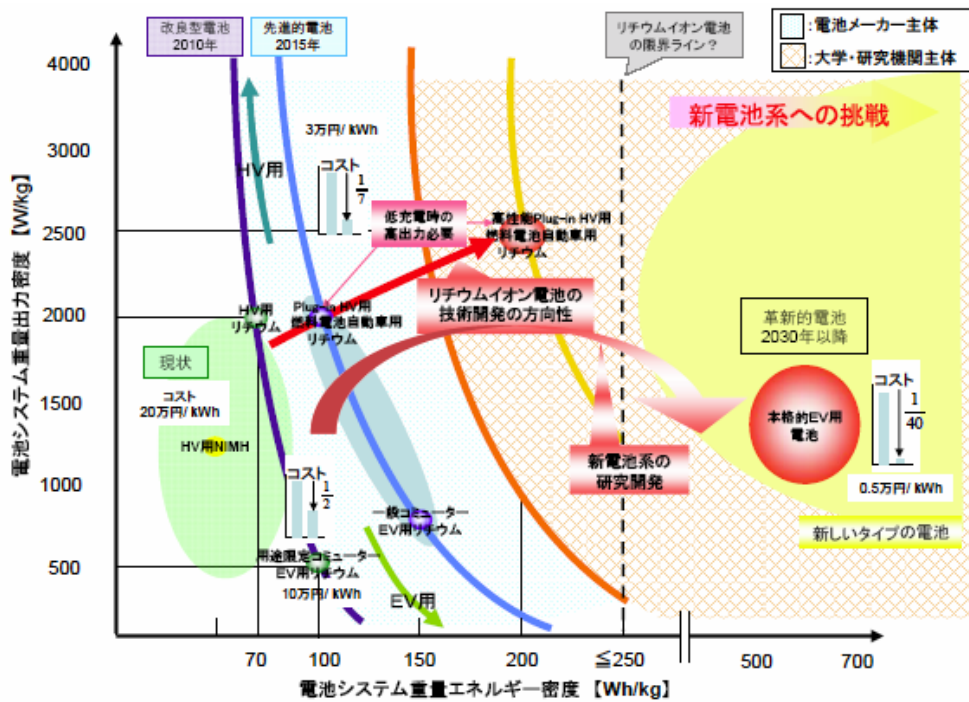 改良型電池
2010年
先進的電池
2015年
リチウムイオン電池
の限界ライン?
:電池メーカー主体
:大学・研究機関主体
新電池系への挑戦
電池システム重量出力密度 【W/kg】
4000
3000
2500
2000
1500
1000
500
HV用
3万円/ kWh
コスト
1
7
低充電時の
高出力必要
高性能Plug-in HV用
燃料電池自動車用
リチウム
リチウムイオン電池の
技術開発の方向性
HV用
リチウム
Plug-in HV用
燃料電池自動車用
リチウム
現状
コスト
20万円/ kWh
HV用NIMH
革新的電池
2030年以降
本格的EV用
電池
コスト
1
40
0.5万円/ kWh
新電池系の
研究開発
コスト
1
2
一般コミューター
EV用リチウム
用途限定コミューター
EV用リチウム
10万円/ kWh
EV用
新しいタイプの電池
70
100
150
200
≦250
500
700
電池システム重量エネルギー密度 【Wh/kg】